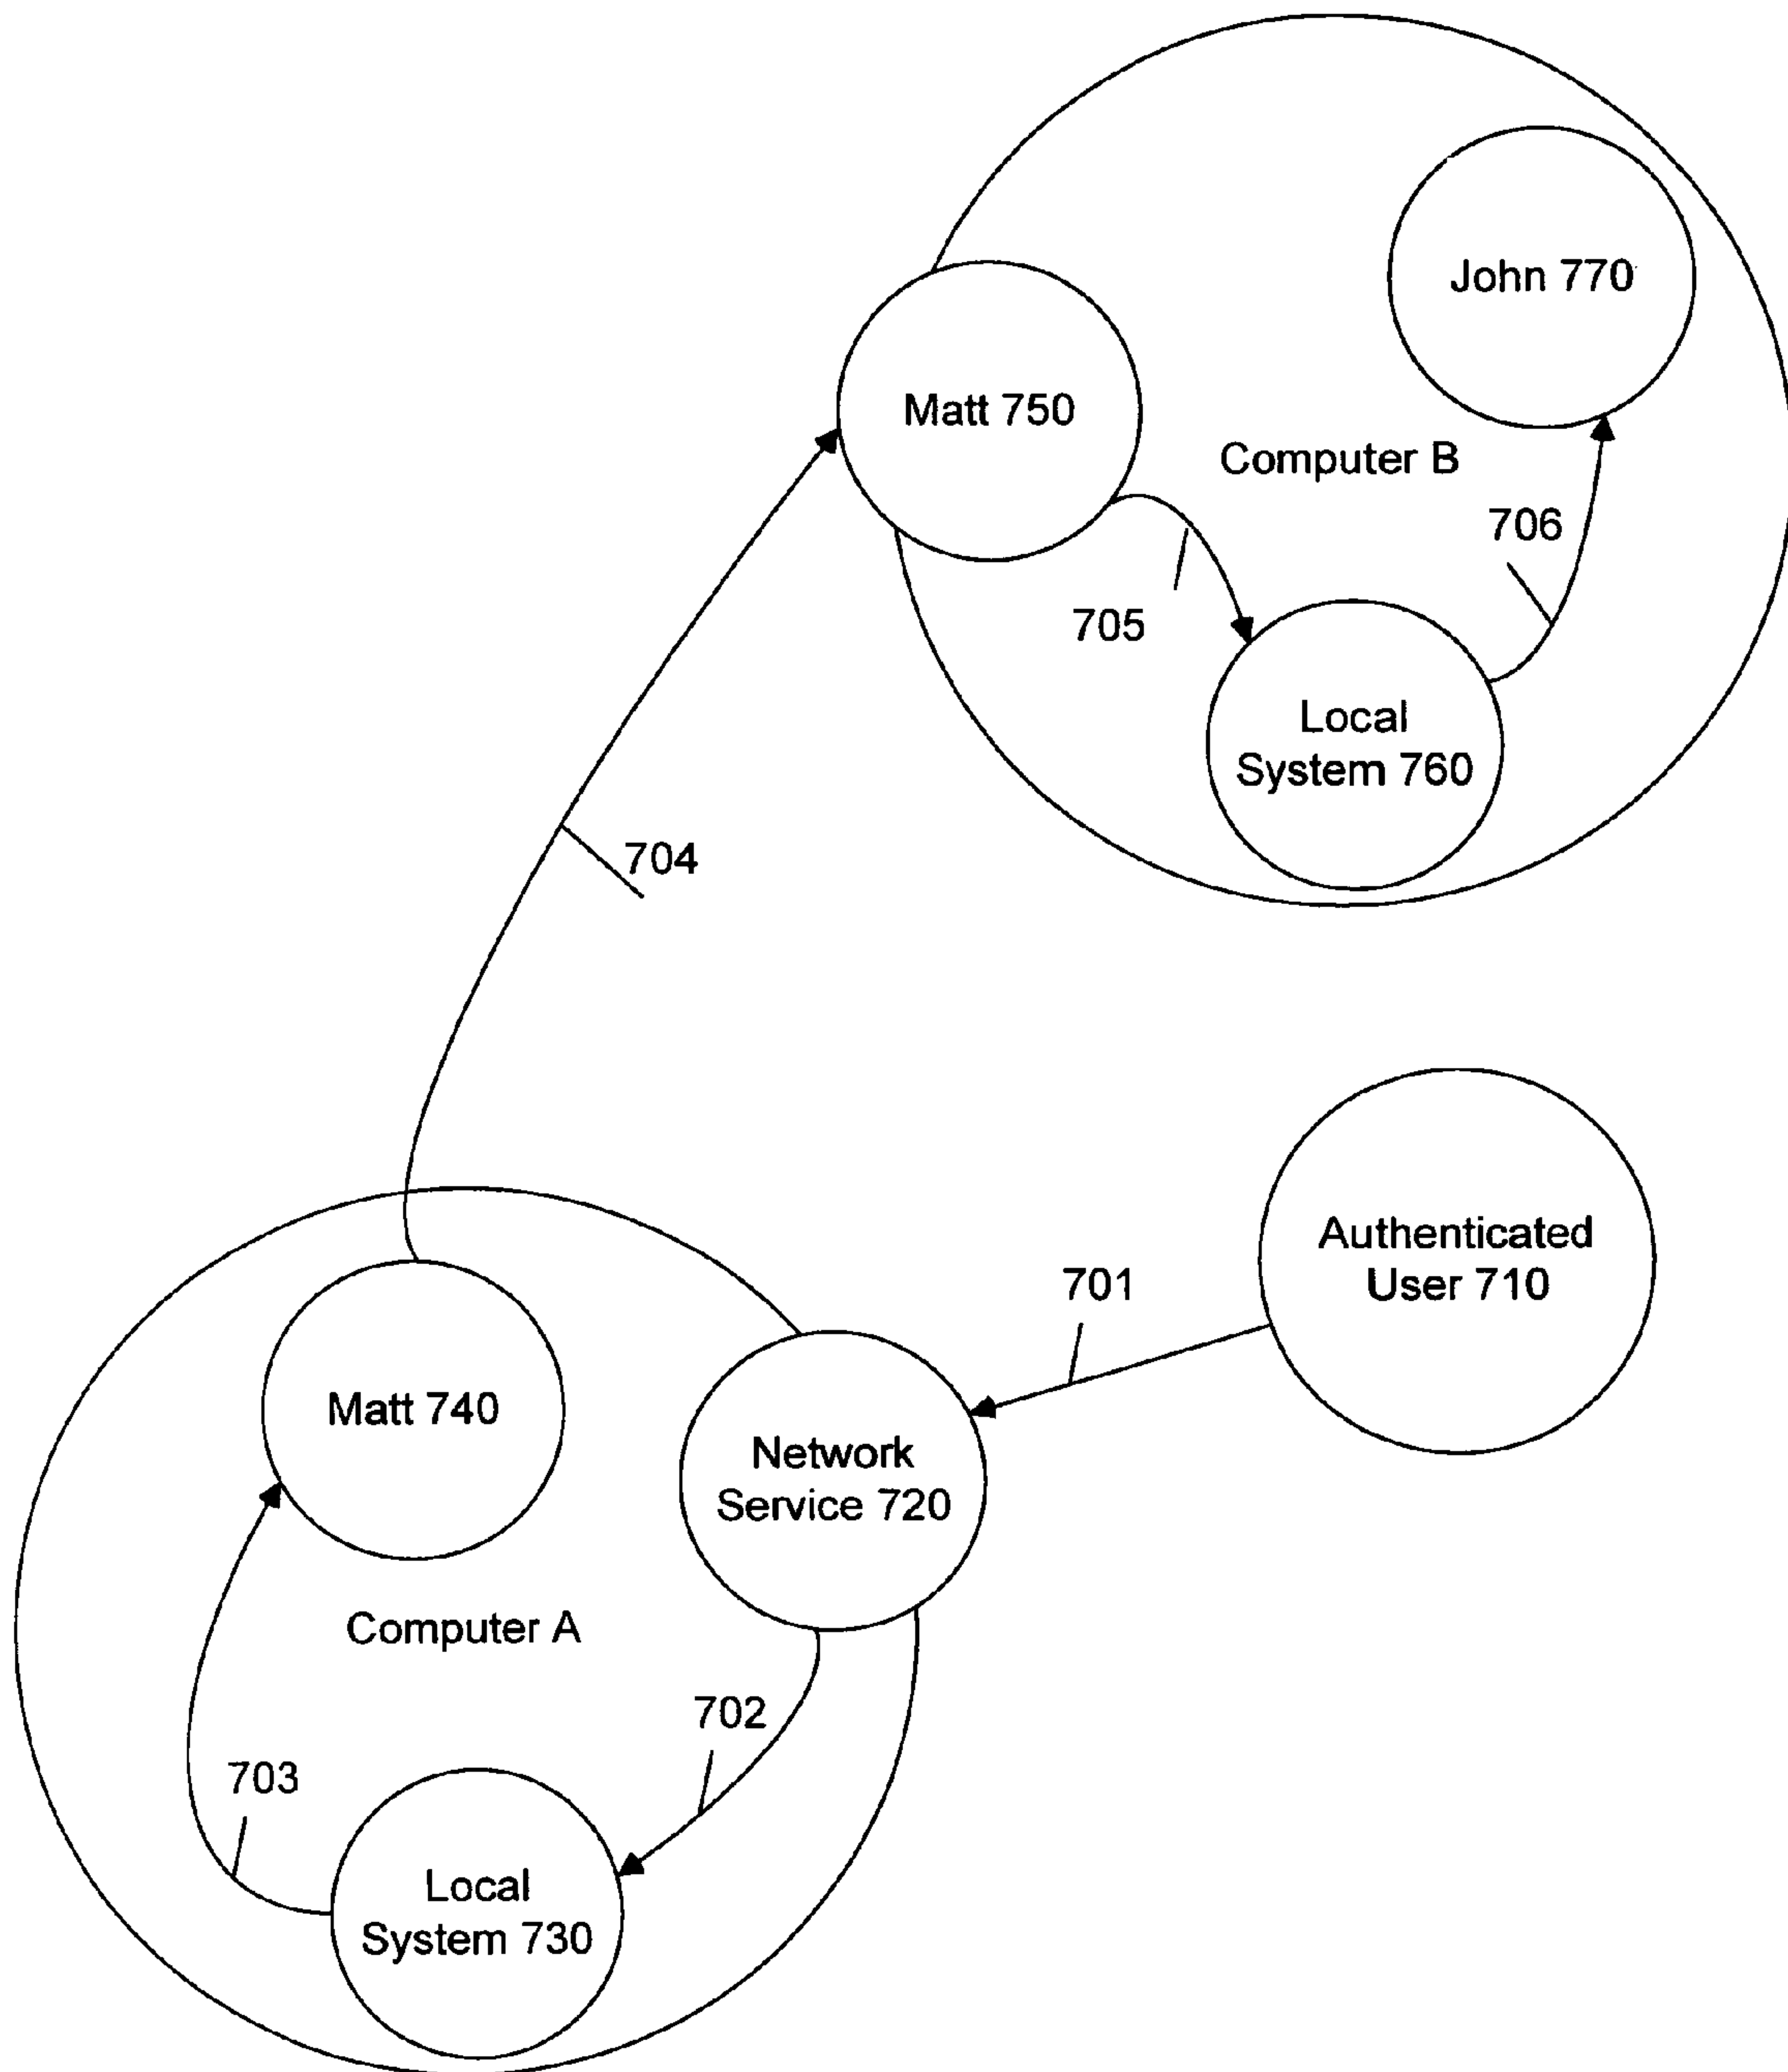 John 770
Matt 750
Computer B
706
705
Local
System 760
704
Authenticated
User 710
701
Matt 740
Network
Service 720
Computer A
702
703
Local
System 730